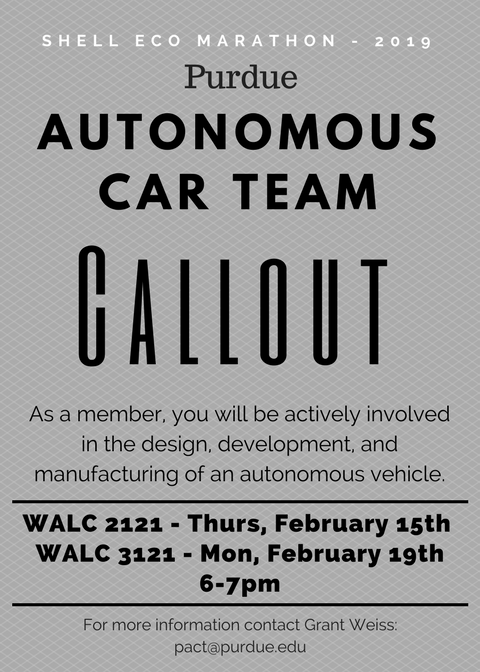 SHELL ECO MARATHON - 2019
Purdue
AUTONOMOUS
CAR TEAM
CALLOUT
As a member, you will be actively involved
in the design, development, and
manufacturing of an autonomous vehicle.
WALC 2121 - Thurs, February 15th
WALC 3121 - Mon, February 19th
6-7pm
For more information contact Grant Weiss:
pact@purdue.edu